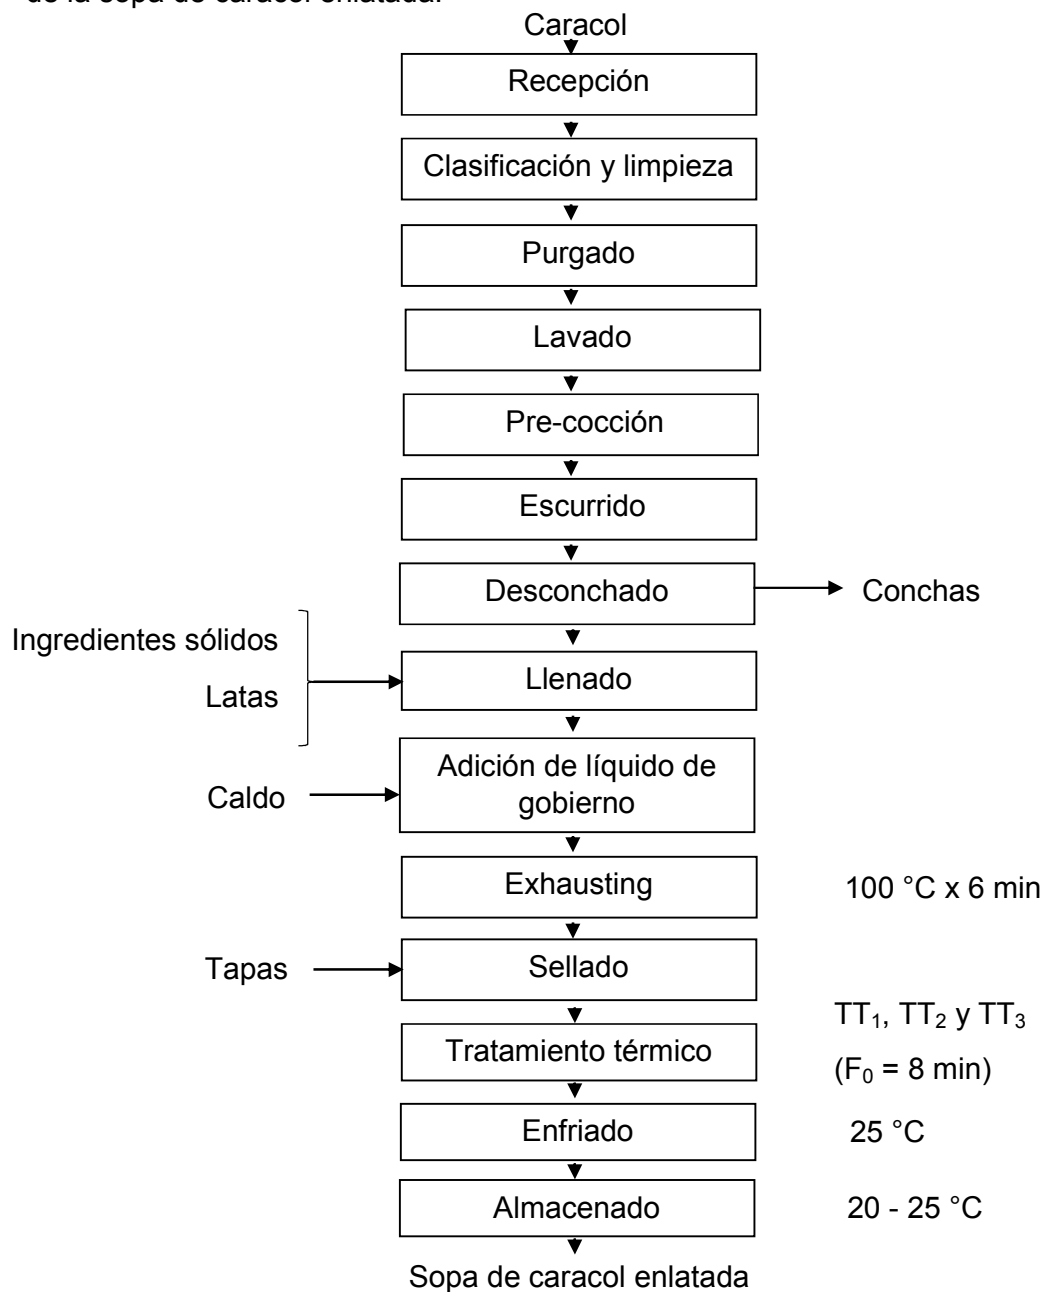 de la sopa de caracol enlatada.
Caracol
Recepción
Clasificación y limpieza
Purgado
Lavado
Pre-cocción
Escurrido
Desconchado
Conchas
Ingredientes sólidos
Latas
Llenado
Adición de líquido de
gobierno
Caldo
Exhausting
100 °C x 6 min
Tapas
Sellado
TT₁, TT₂ y TT₃
Tratamiento térmico
(F₀ = 8 min)
Enfriado
25 °C
Almacenado
20 - 25 °C
Sopa de caracol enlatada